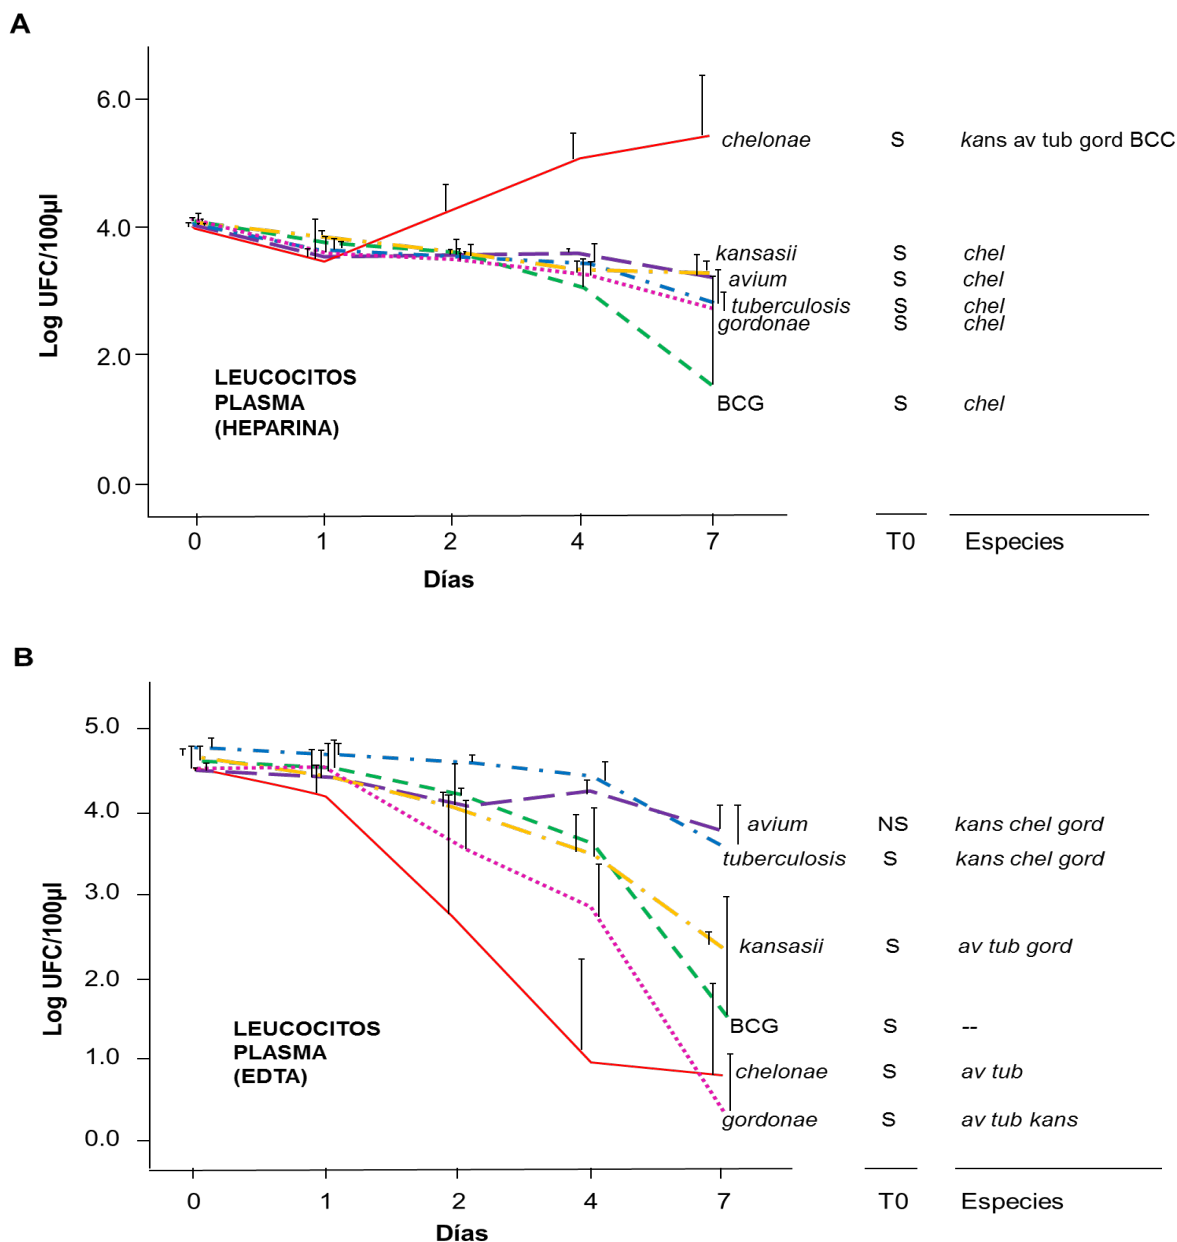 A
6.0
chelonae S kans av tub gord BCC
4.0
kansasii S chel
avium S chel
tuberculosis S chel
gordonae S chel
2.0
LEUCOCITOS
PLASMA
(HEPARINA)
BCG S chel
0.0
Log UFC/100µl
0 1 2 4 7 T0 Especies
Días
B
5.0
4.0
avium NS kans chel gord
tuberculosis S kans chel gord
3.0
kansasii S av tub gord
2.0
LEUCOCITOS
PLASMA
(EDTA)
BCG S --
1.0
chelonae S av tub
gordonae S av tub kans
0.0
Log UFC/100µl
0 1 2 4 7 T0 Especies
Días